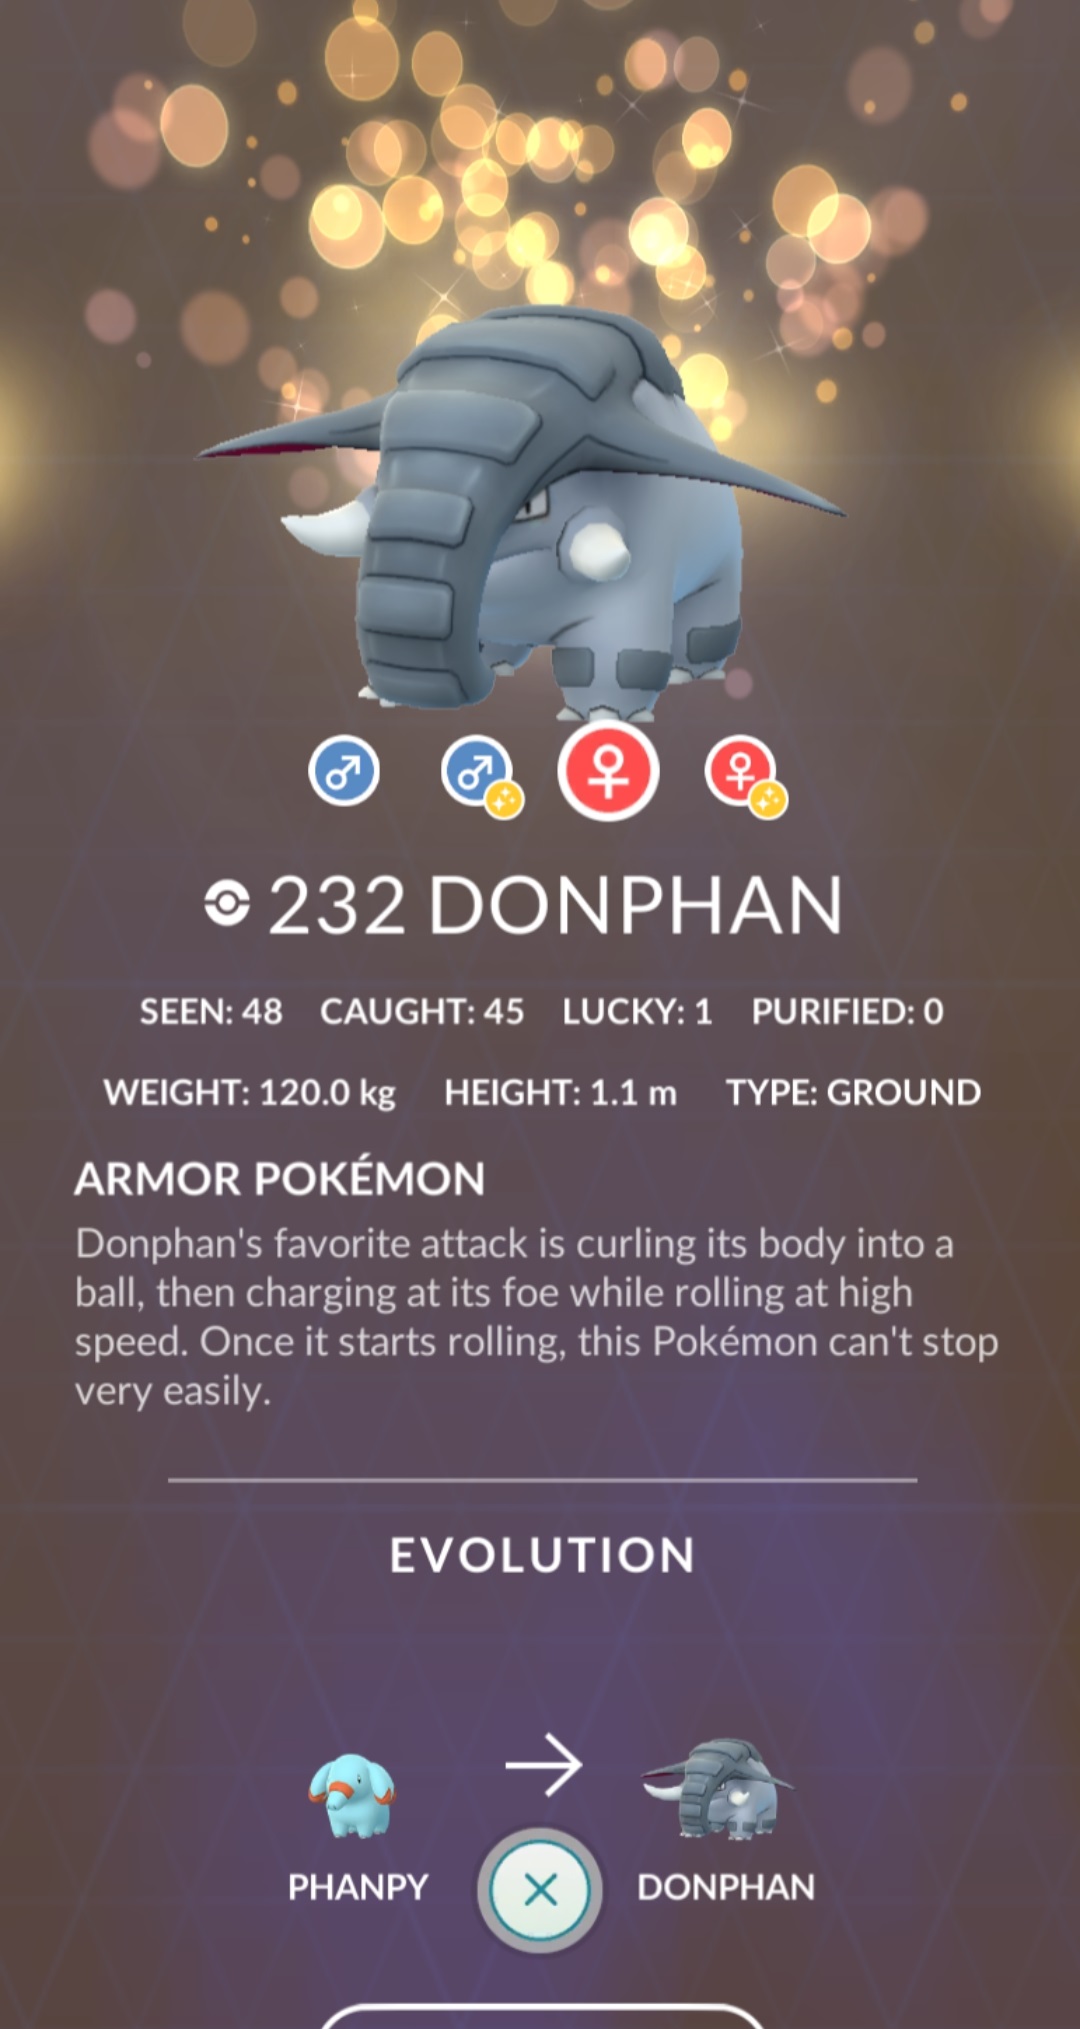 232 DONPHAN
SEEN: 48 CAUGHT: 45 LUCKY: 1 PURIFIED: 0
WEIGHT: 120.0 kg HEIGHT: 1.1 m TYPE: GROUND
ARMOR POKÉMON
Donphan's favorite attack is curling its body into a
ball, then charging at its foe while rolling at high
speed. Once it starts rolling, this Pokémon can't stop
very easily.
EVOLUTION
PHANPY DONPHAN